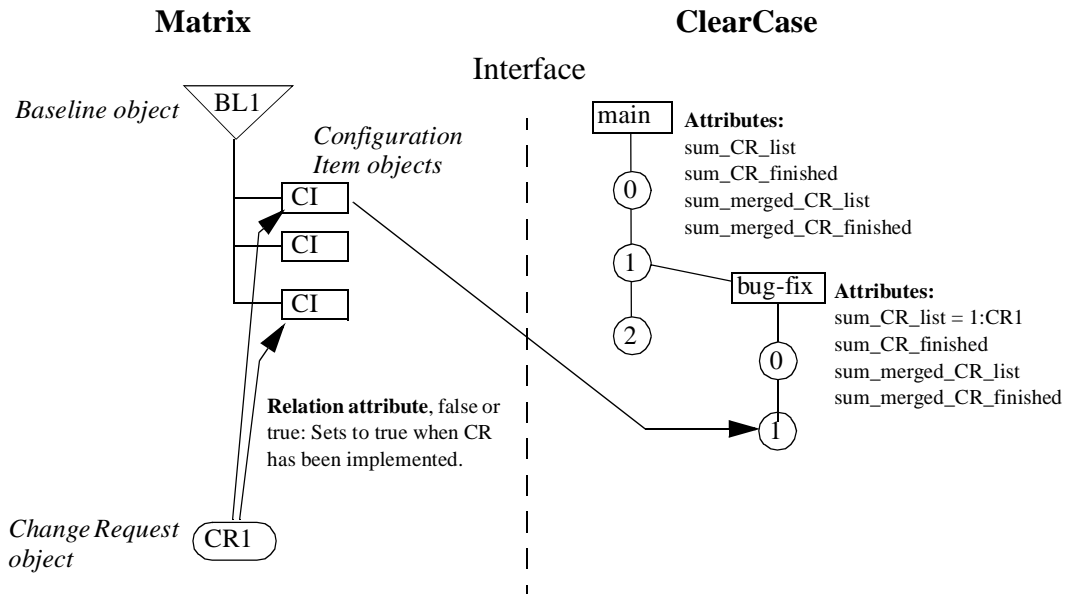 Matrix
ClearCase
Interface
Baseline object
BL1
Configuration
Item objects
CI
CI
CI
Relation attribute, false or
true: Sets to true when CR
has been implemented.
Change Request
object
CR1
main
Attributes:
sum_CR_list
sum_CR_finished
sum_merged_CR_list
sum_merged_CR_finished
0
1
2
bug-fix
Attributes:
sum_CR_list = 1:CR1
sum_CR_finished
sum_merged_CR_list
sum_merged_CR_finished
0
1